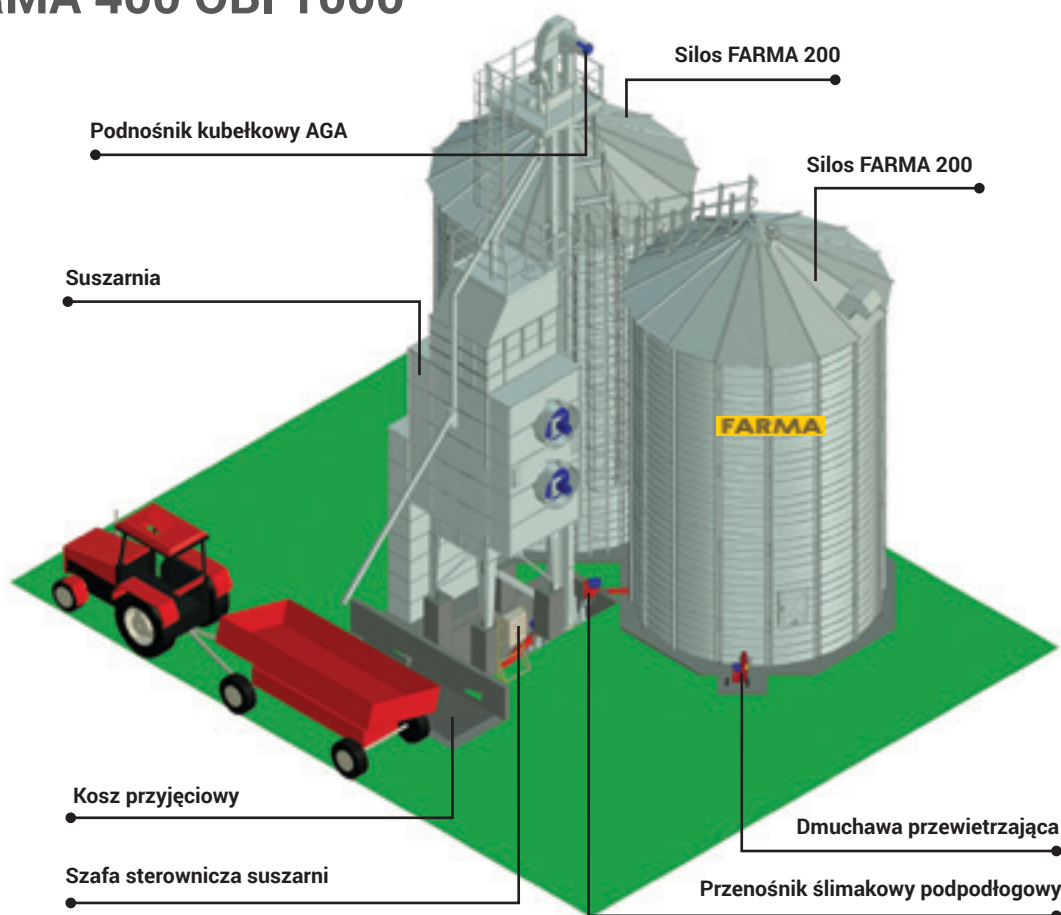 Silos FARMA 200
Podnośnik kubełkowy AGA
Silos FARMA 200
Suszarnia
FARMA
Kosz przyjęciowy
Dmuchawa przewietrzająca
Szafa sterownicza suszarni
Przenośnik ślimakowy podpodłogowy